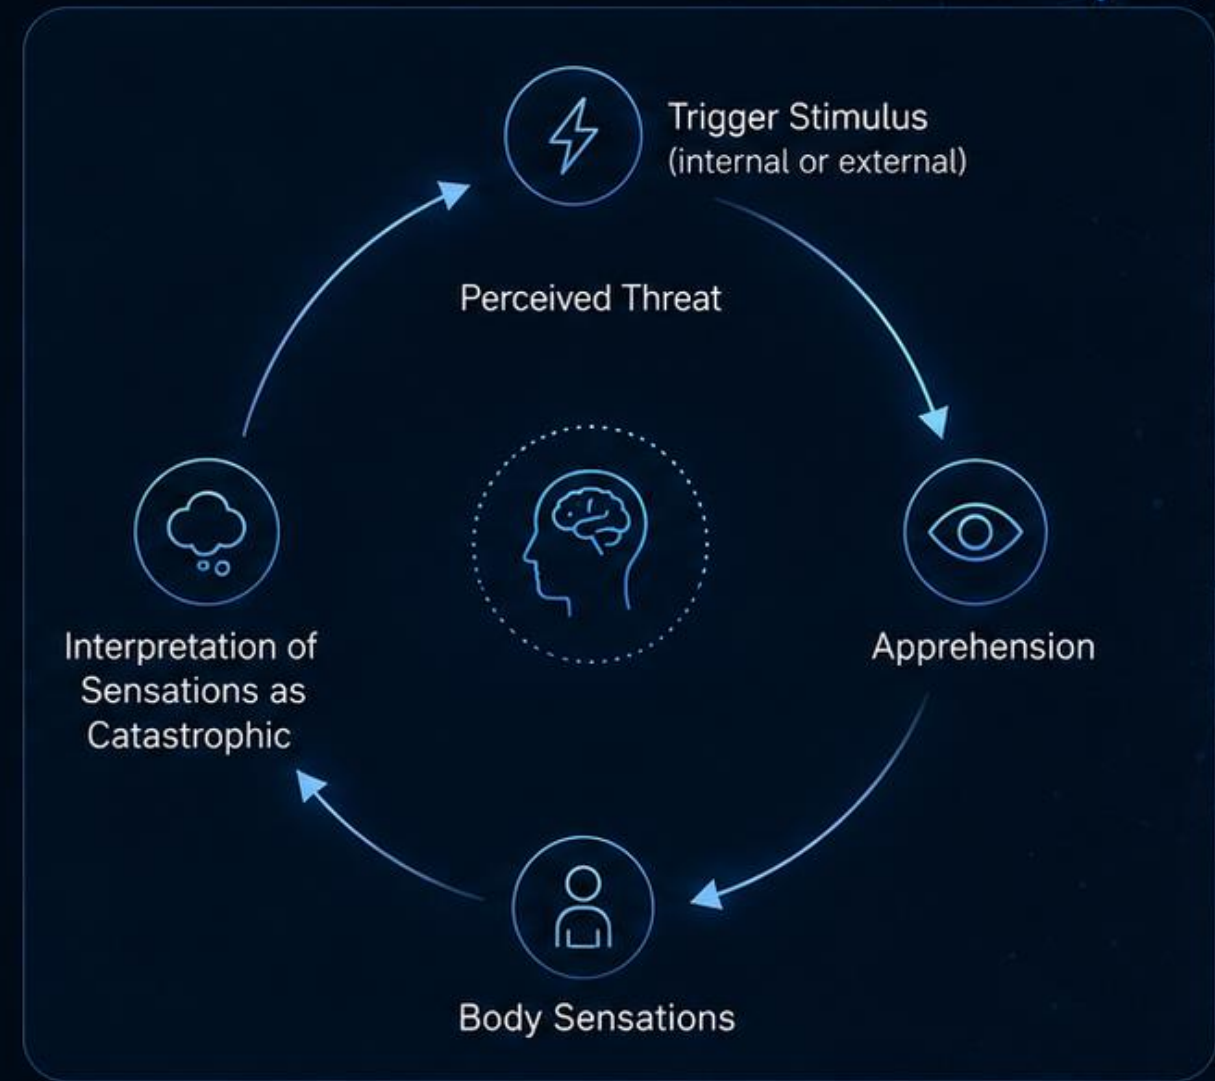 Trigger Stimulus
(internal or external)
Perceived Threat
Interpretation of
Sensations as
Catastrophic
Apprehension
Body Sensations